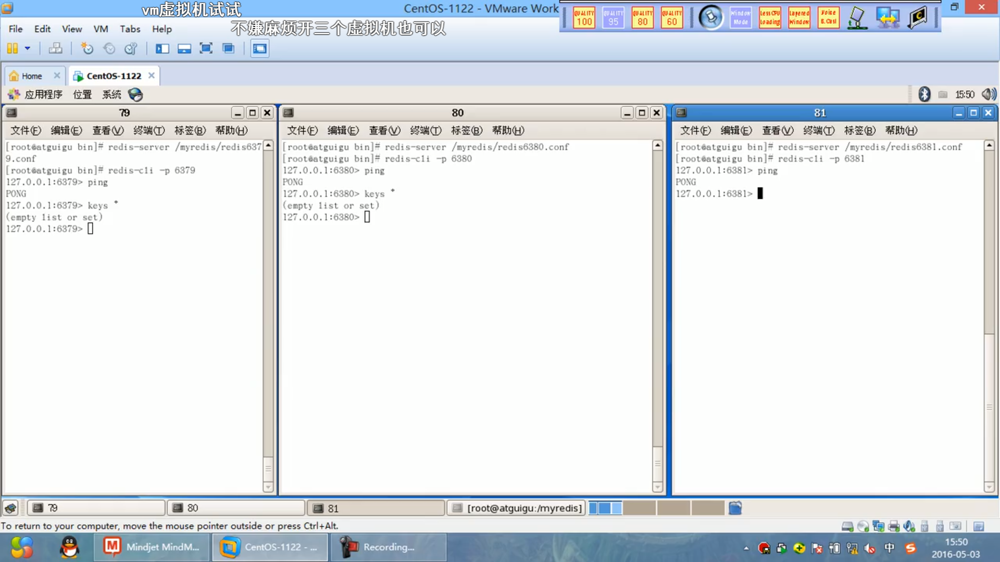 vm虚拟机试试
CentOS-1122 - VMware Work
不嫌麻烦开三个虚拟机也可以
QUALITY 100
QUALITY 95
QUALITY 80
QUALITY 60
Window Mode
Less CPU Loading
Layered Window
File Edit View VM Tabs Help
Home
CentOS-1122
应用程序 位置 系统
15:50
79
文件(F) 编辑(E) 查看(V) 终端(T) 标签(B) 帮助(H)
[root@atguigu bin]# redis-server /myredis/redis637
9.conf
[root@atguigu bin]# redis-cli -p 6379
127.0.0.1:6379> ping
PONG
127.0.0.1:6379> keys *
(empty list or set)
127.0.0.1:6379>
80
文件(F) 编辑(E) 查看(V) 终端(T) 标签(B) 帮助(H)
[root@atguigu bin]# redis-server /myredis/redis6380.conf
[root@atguigu bin]# redis-cli -p 6380
127.0.0.1:6380> ping
PONG
127.0.0.1:6380> keys *
(empty list or set)
127.0.0.1:6380>
81
文件(F) 编辑(E) 查看(V) 终端(T) 标签(B) 帮助(H)
[root@atguigu bin]# redis-server /myredis/redis6381.conf
[root@atguigu bin]# redis-cli -p 6381
127.0.0.1:6381> ping
PONG
127.0.0.1:6381>
79
80
81
[root@atguigu:/myredis]
To return to your computer, move the mouse pointer outside or press Ctrl+Alt.
Mindjet MindM...
CentOS-1122 - ...
Recording...
中
15:50
2016-05-03